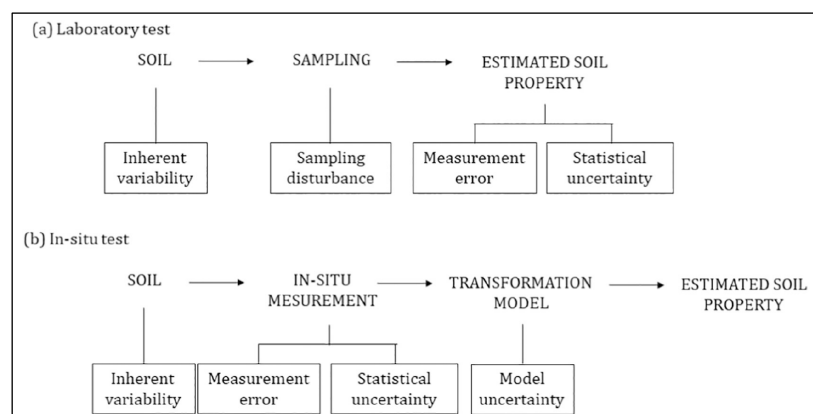 (a) Laboratory test
SOIL
SAMPLING
ESTIMATED SOIL
PROPERTY
Inherent
variability
Sampling
disturbance
Measurement
error
Statistical
uncertainty
(b) In-situ test
SOIL
IN-SITU
MESUREMENT
TRANSFORMATION
MODEL
ESTIMATED SOIL
PROPERTY
Inherent
variability
Measurement
error
Statistical
uncertainty
Model
uncertainty